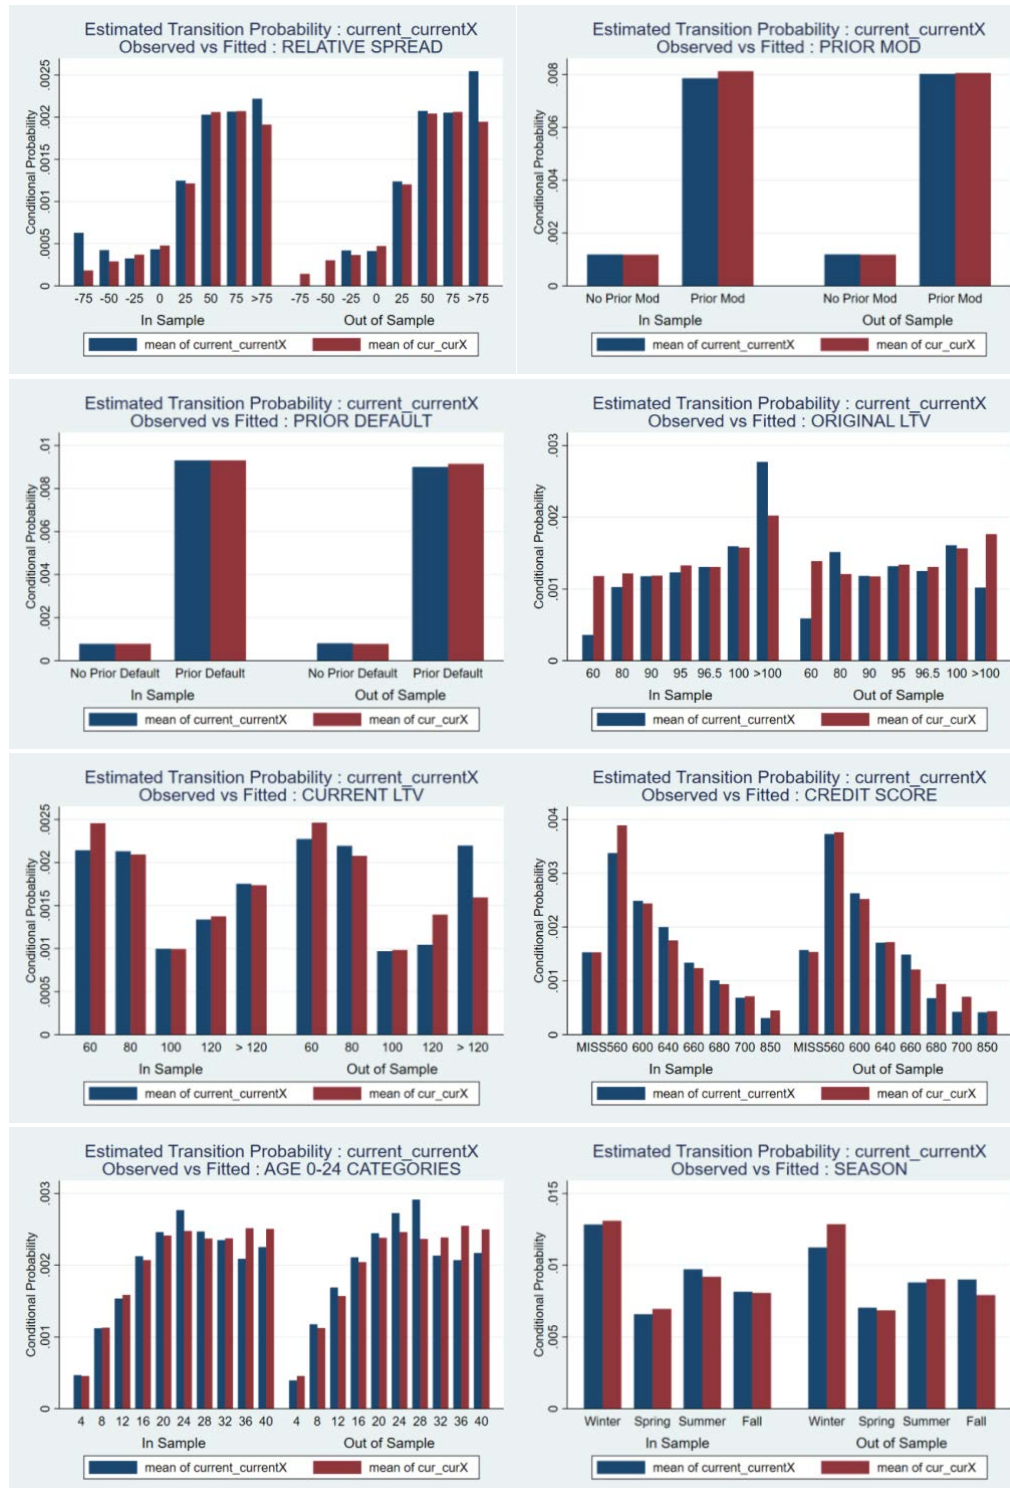 Estimated Transition Probability : current_currentX
Observed vs Fitted : RELATIVE SPREAD
Conditional Probability
0 .0005 .001 .0015 .002 .0025
-75 -50 -25 0 25 50 75 >75 -75 -50 -25 0 25 50 75 >75
In Sample Out of Sample
mean of current_currentX mean of cur_curX
Estimated Transition Probability : current_currentX
Observed vs Fitted : PRIOR MOD
Conditional Probability
0 .002 .004 .006 .008
No Prior Mod Prior Mod No Prior Mod Prior Mod
In Sample Out of Sample
mean of current_currentX mean of cur_curX
Estimated Transition Probability : current_currentX
Observed vs Fitted : PRIOR DEFAULT
Conditional Probability
0 .002 .004 .006 .008 .01
No Prior Default Prior Default No Prior Default Prior Default
In Sample Out of Sample
mean of current_currentX mean of cur_curX
Estimated Transition Probability : current_currentX
Observed vs Fitted : ORIGINAL LTV
Conditional Probability
0 .001 .002 .003
60 80 90 95 96.5 100 >100 60 80 90 95 96.5 100 >100
In Sample Out of Sample
mean of current_currentX mean of cur_curX
Estimated Transition Probability : current_currentX
Observed vs Fitted : CURRENT LTV
Conditional Probability
0 .0005 .001 .0015 .002 .0025
60 80 100 120 > 120 60 80 100 120 > 120
In Sample Out of Sample
mean of current_currentX mean of cur_curX
Estimated Transition Probability : current_currentX
Observed vs Fitted : CREDIT SCORE
Conditional Probability
0 .001 .002 .003 .004
MISS560 600 640 660 680 700 850 MISS560 600 640 660 680 700 850
In Sample Out of Sample
mean of current_currentX mean of cur_curX
Estimated Transition Probability : current_currentX
Observed vs Fitted : AGE 0-24 CATEGORIES
Conditional Probability
0 .001 .002 .003
4 8 12 16 20 24 28 32 36 40 4 8 12 16 20 24 28 32 36 40
In Sample Out of Sample
mean of current_currentX mean of cur_curX
Estimated Transition Probability : current_currentX
Observed vs Fitted : SEASON
Conditional Probability
0 .005 .01 .015
Winter Spring Summer Fall Winter Spring Summer Fall
In Sample Out of Sample
mean of current_currentX mean of cur_curX